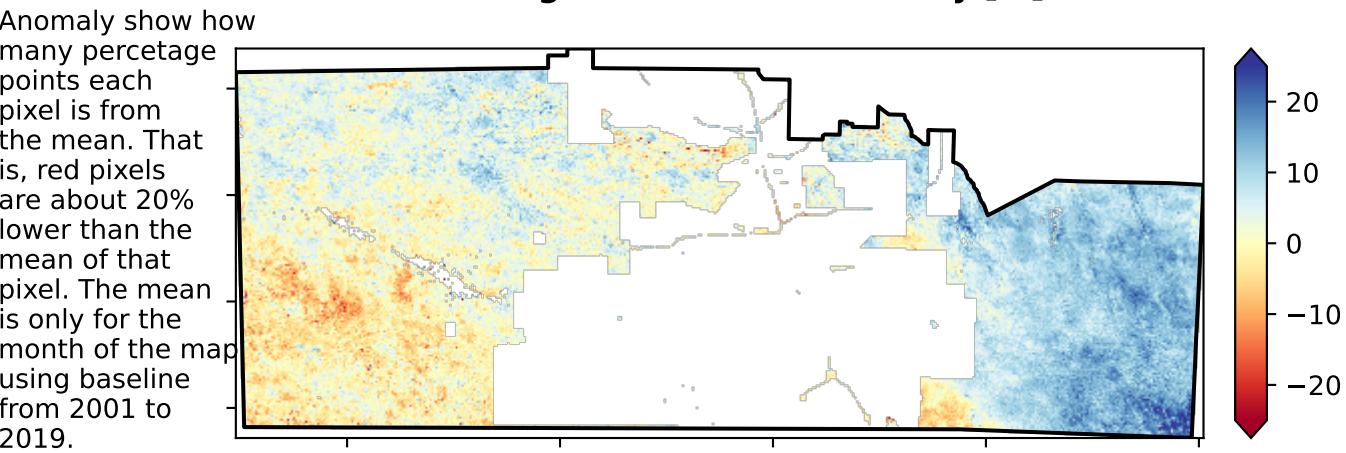 Anomaly show how
many percetage
points each
pixel is from
the mean. That
is, red pixels
are about 20%
lower than the
mean of that
pixel. The mean
is only for the
month of the map
using baseline
from 2001 to
2019.
20
10
0
−10
−20